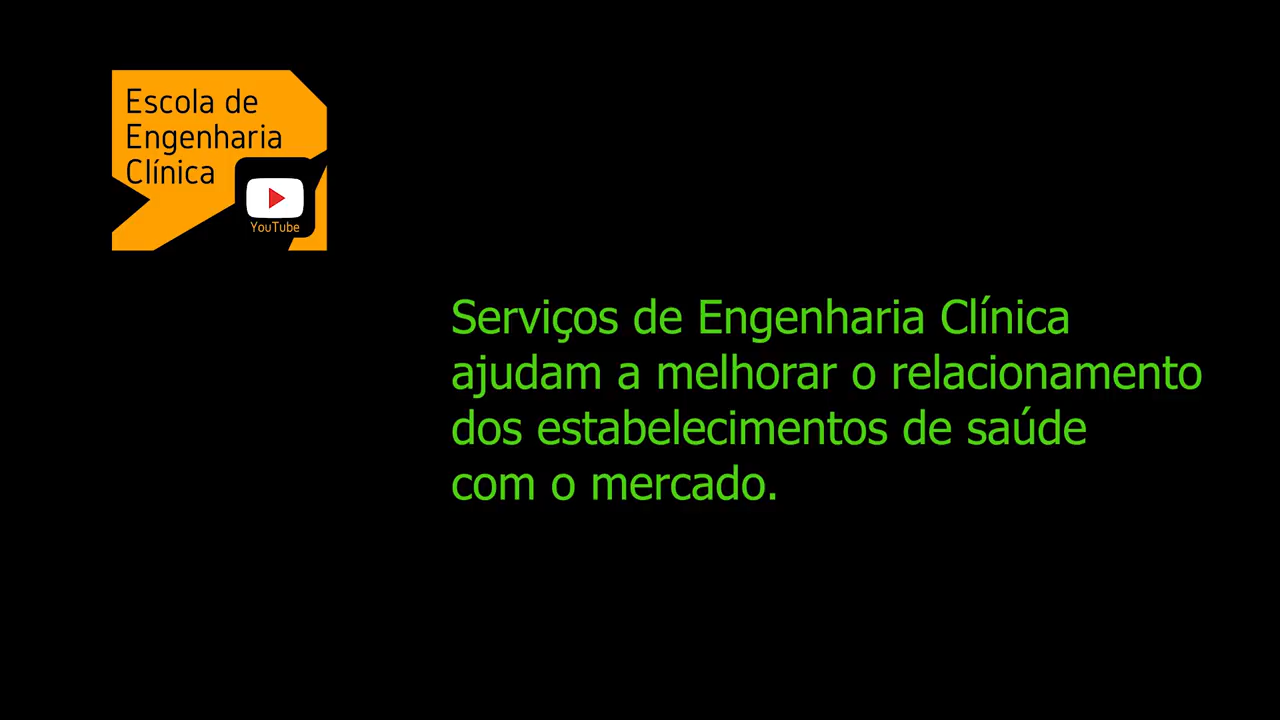 Escola de
Engenharia
Clínica
YouTube
Serviços de Engenharia Clínica
ajudam a melhorar o relacionamento
dos estabelecimentos de saúde
com o mercado.